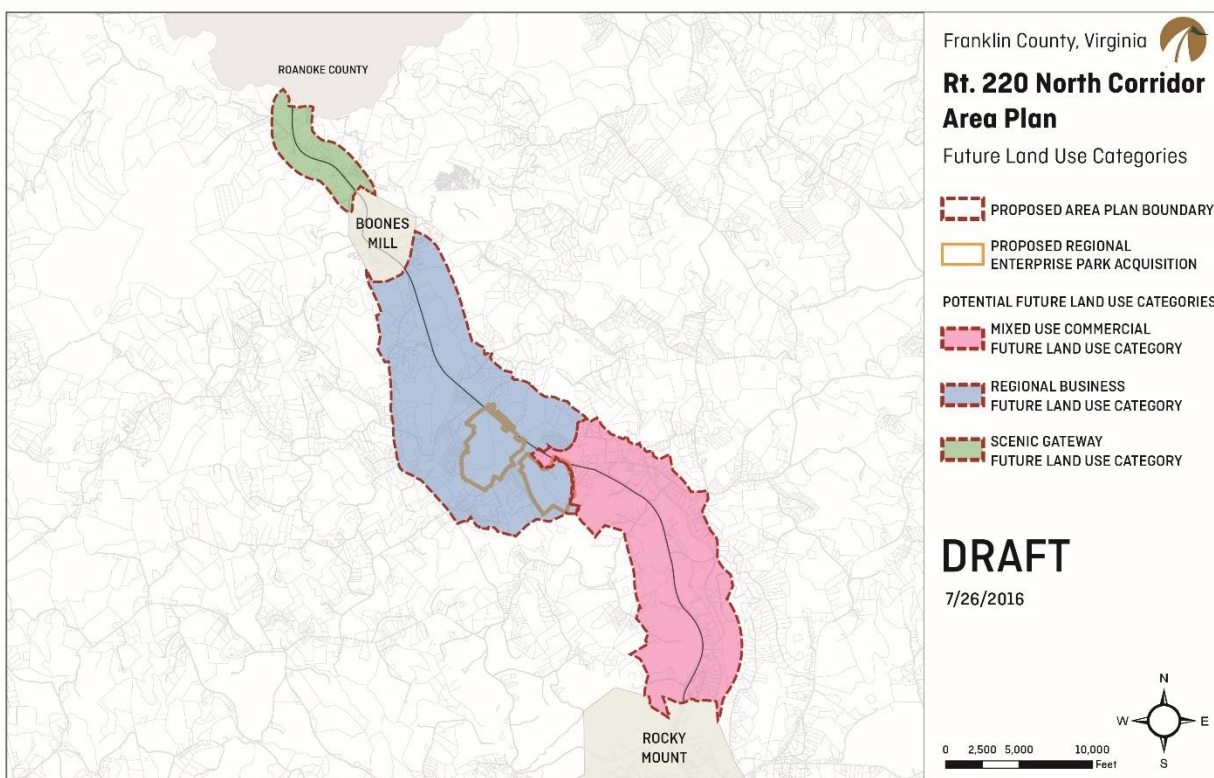 ROANOKE COUNTY
BOONES
MILL
ROCKY
MOUNT
Franklin County, Virginia
Rt. 220 North Corridor
Area Plan
Future Land Use Categories
PROPOSED AREA PLAN BOUNDARY
PROPOSED REGIONAL
ENTERPRISE PARK ACQUISITION
POTENTIAL FUTURE LAND USE CATEGORIES
MIXED USE COMMERCIAL
FUTURE LAND USE CATEGORY
REGIONAL BUSINESS
FUTURE LAND USE CATEGORY
SCENIC GATEWAY
FUTURE LAND USE CATEGORY
DRAFT
7/26/2016
N
W E
S
0 2,500 5,000 10,000
Feet